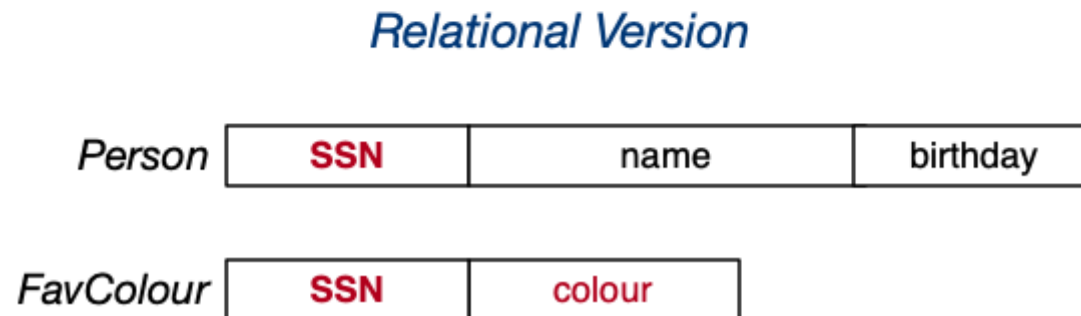 Relational Version
Person SSN name birthday
FavColour SSN colour